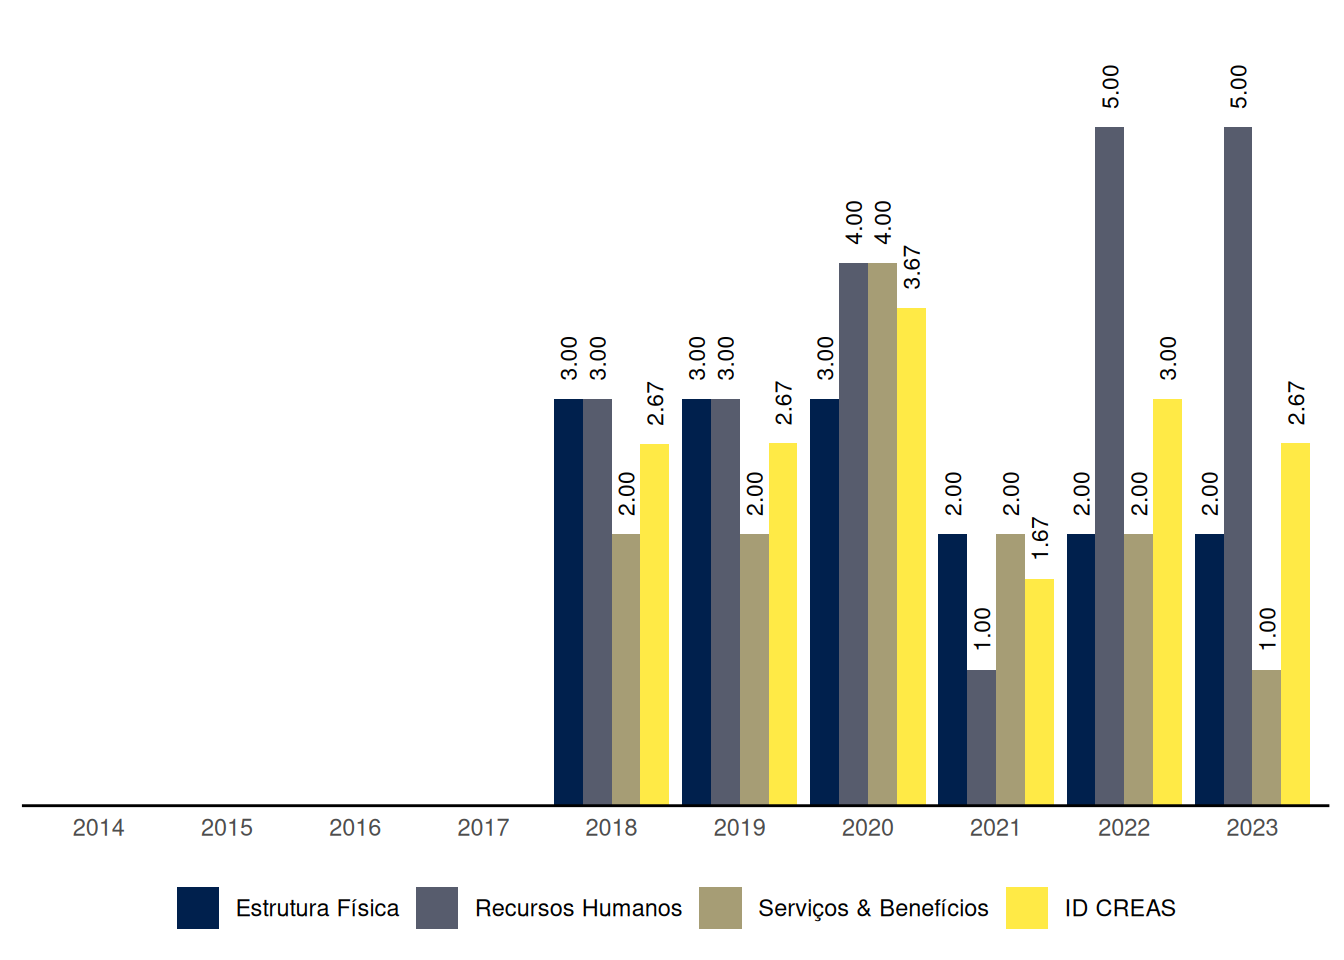 5.00 5.00
4.00 4.00
3.67
3.00 3.00 3.00 3.00 3.00 3.00
2.67 2.67 2.67
2.00 2.00 2.00 2.00 2.00 2.00 2.00
1.67
1.00 1.00
2014 2015 2016 2017 2018 2019 2020 2021 2022 2023
Estrutura Física Recursos Humanos Serviços & Benefícios ID CREAS